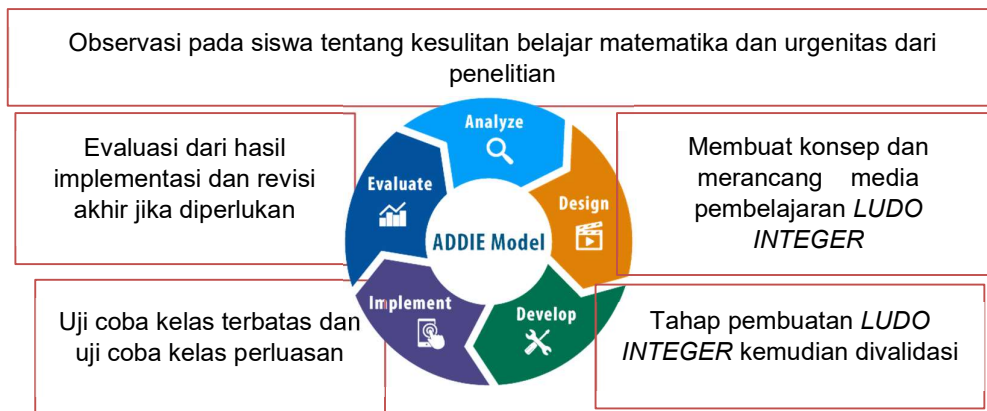 Observasi pada siswa tentang kesulitan belajar matematika dan urgenitas dari
penelitian
Analyze
Evaluasi dari hasil
implementasi dan revisi
akhir jika diperlukan
Evaluate
Design
Membuat konsep dan
merancang media
pembelajaran LUDO
INTEGER
ADDIE Model
Uji coba kelas terbatas dan
uji coba kelas perluasan
Implement
Develop
Tahap pembuatan LUDO
INTEGER kemudian divalidasi